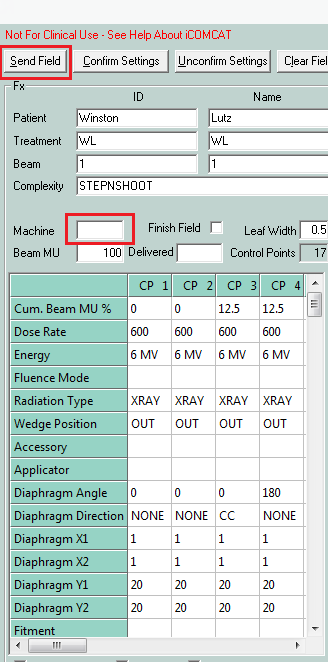 Not For Clinical Use - See Help About iCOMCAT
Send Field Confirm Settings Unconfirm Settings Clear Fiel
Fx
ID Name
Patient Winston Lutz
Treatment WL WL
Beam 1 1
Complexity STEPNSHOOT
Machine Finish Field Leaf Width 0.5
Beam MU 100 Delivered Control Points 17
CP 1 CP 2 CP 3 CP 4
Cum. Beam MU % 0 0 12.5 12.5
Dose Rate 600 600 600 600
Energy 6 MV 6 MV 6 MV 6 MV
Fluence Mode
Radiation Type XRAY XRAY XRAY XRAY
Wedge Position OUT OUT OUT OUT
Accessory
Applicator
Diaphragm Angle 0 0 0 180
Diaphragm Direction NONE NONE CC NONE
Diaphragm X1 1 1 1 1
Diaphragm X2 1 1 1 1
Diaphragm Y1 20 20 20 20
Diaphragm Y2 20 20 20 20
Fitment